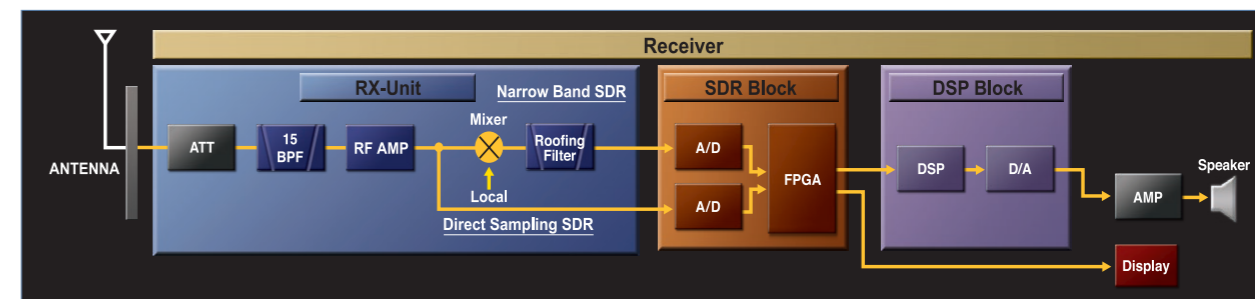 Receiver
RX-Unit
Narrow Band SDR
SDR Block
DSP Block
Mixer
ANTENNA
ATT
15
BPF
RF AMP
Roofing
Filter
Local
Direct Sampling SDR
A/D
A/D
FPGA
DSP
D/A
AMP
Speaker
Display